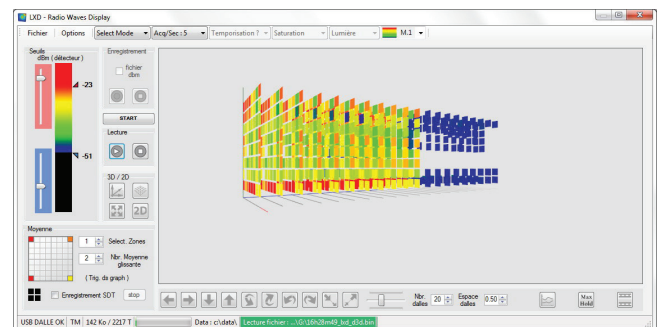 LXD - Radio Waves Display
Fichier Options Select Mode Acq/Sec : 5 Temporisation ? Saturation Lumière M.1
Seuils
dBm ( détecteur )
-23
-51
Enregistrement
fichier
dbm
START
Lecture
3D / 2D
2D
Moyenne
1 Select. Zones
2 Nbr. Moyenne
glissante
( Trig. ds graph )
Enregistrement SDT stop
Nbr.
dalles 20 Espace
dalles 0.50
Max
Hold
USB DALLE OK TM 142 Ko / 2217 T Data : c\data\ Lecture fichier : ...\G\16h28m49_lxd_d3d.bin